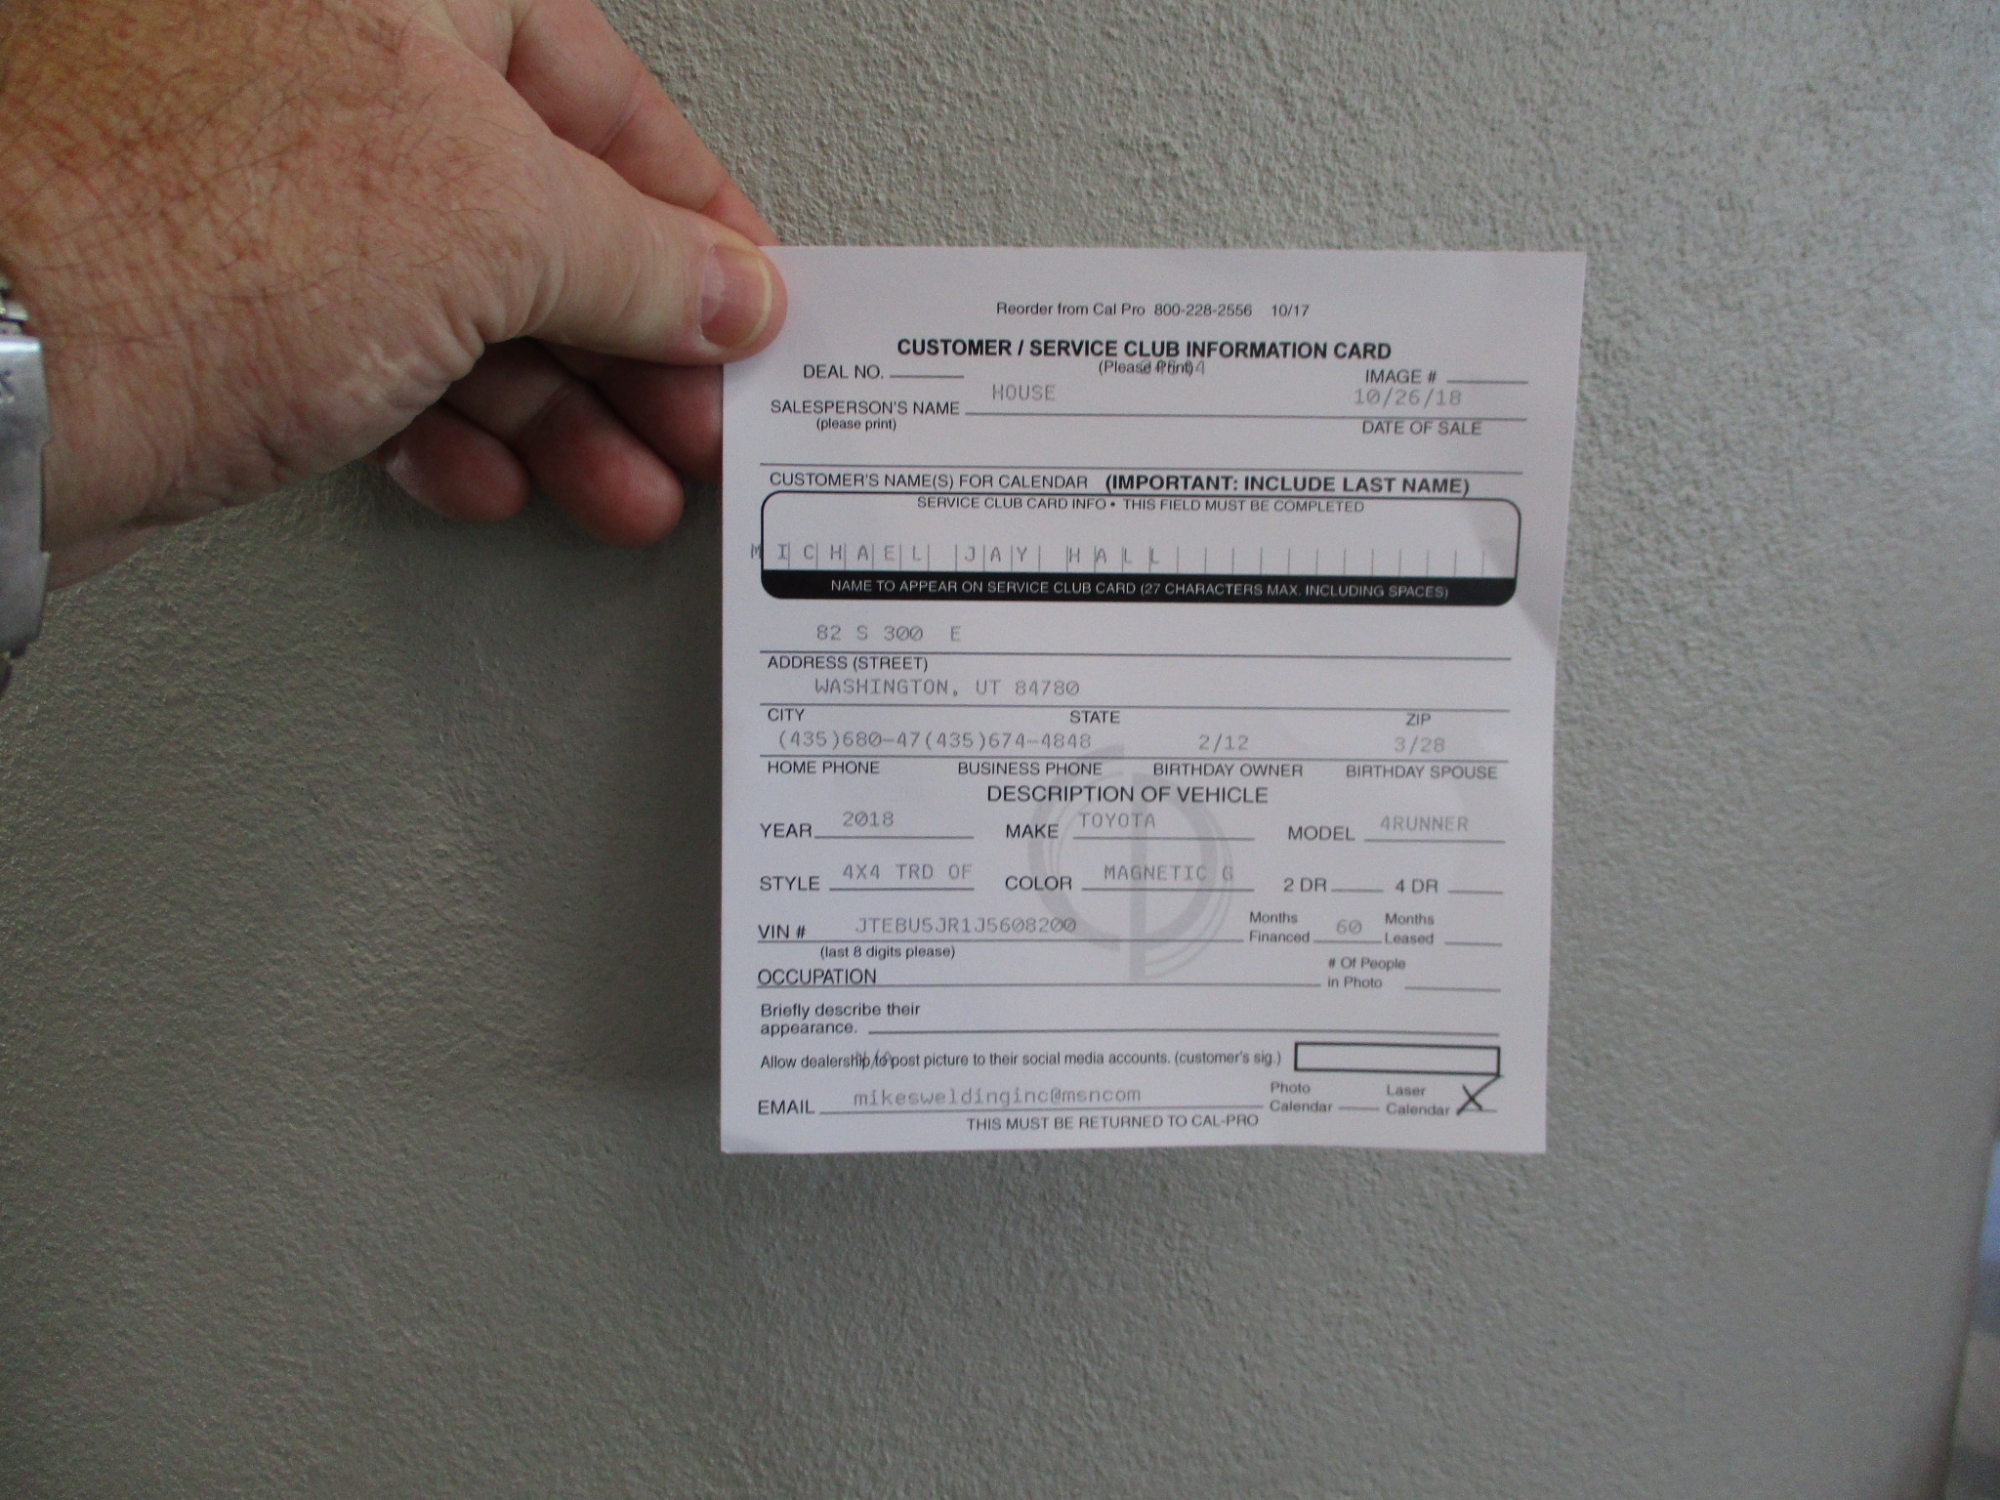 Reorder from Cal Pro 800-228-2556 10/17
CUSTOMER / SERVICE CLUB INFORMATION CARD
DEAL NO. (Please Print) IMAGE #
HOUSE 10/26/18
SALESPERSON'S NAME
(please print) DATE OF SALE
CUSTOMER'S NAME(S) FOR CALENDAR (IMPORTANT: INCLUDE LAST NAME)
SERVICE CLUB CARD INFO • THIS FIELD MUST BE COMPLETED
MICHAEL JAY HALL
NAME TO APPEAR ON SERVICE CLUB CARD (27 CHARACTERS MAX. INCLUDING SPACES)
82 S 300 E
ADDRESS (STREET)
WASHINGTON, UT 84780
CITY STATE ZIP
(435)680-47(435)674-4848 2/12 3/28
HOME PHONE BUSINESS PHONE BIRTHDAY OWNER BIRTHDAY SPOUSE
DESCRIPTION OF VEHICLE
YEAR 2018 MAKE TOYOTA MODEL 4RUNNER
STYLE 4X4 TRD OF COLOR MAGNETIC G 2 DR 4 DR
VIN # JTEBU5JR1J5608200 Months Financed 60 Months Leased
(last 8 digits please)
OCCUPATION # Of People in Photo
Briefly describe their
appearance.
Allow dealership to post picture to their social media accounts. (customer's sig.)
EMAIL mikesweldinginc@msncom Photo Calendar Laser Calendar X
THIS MUST BE RETURNED TO CAL-PRO